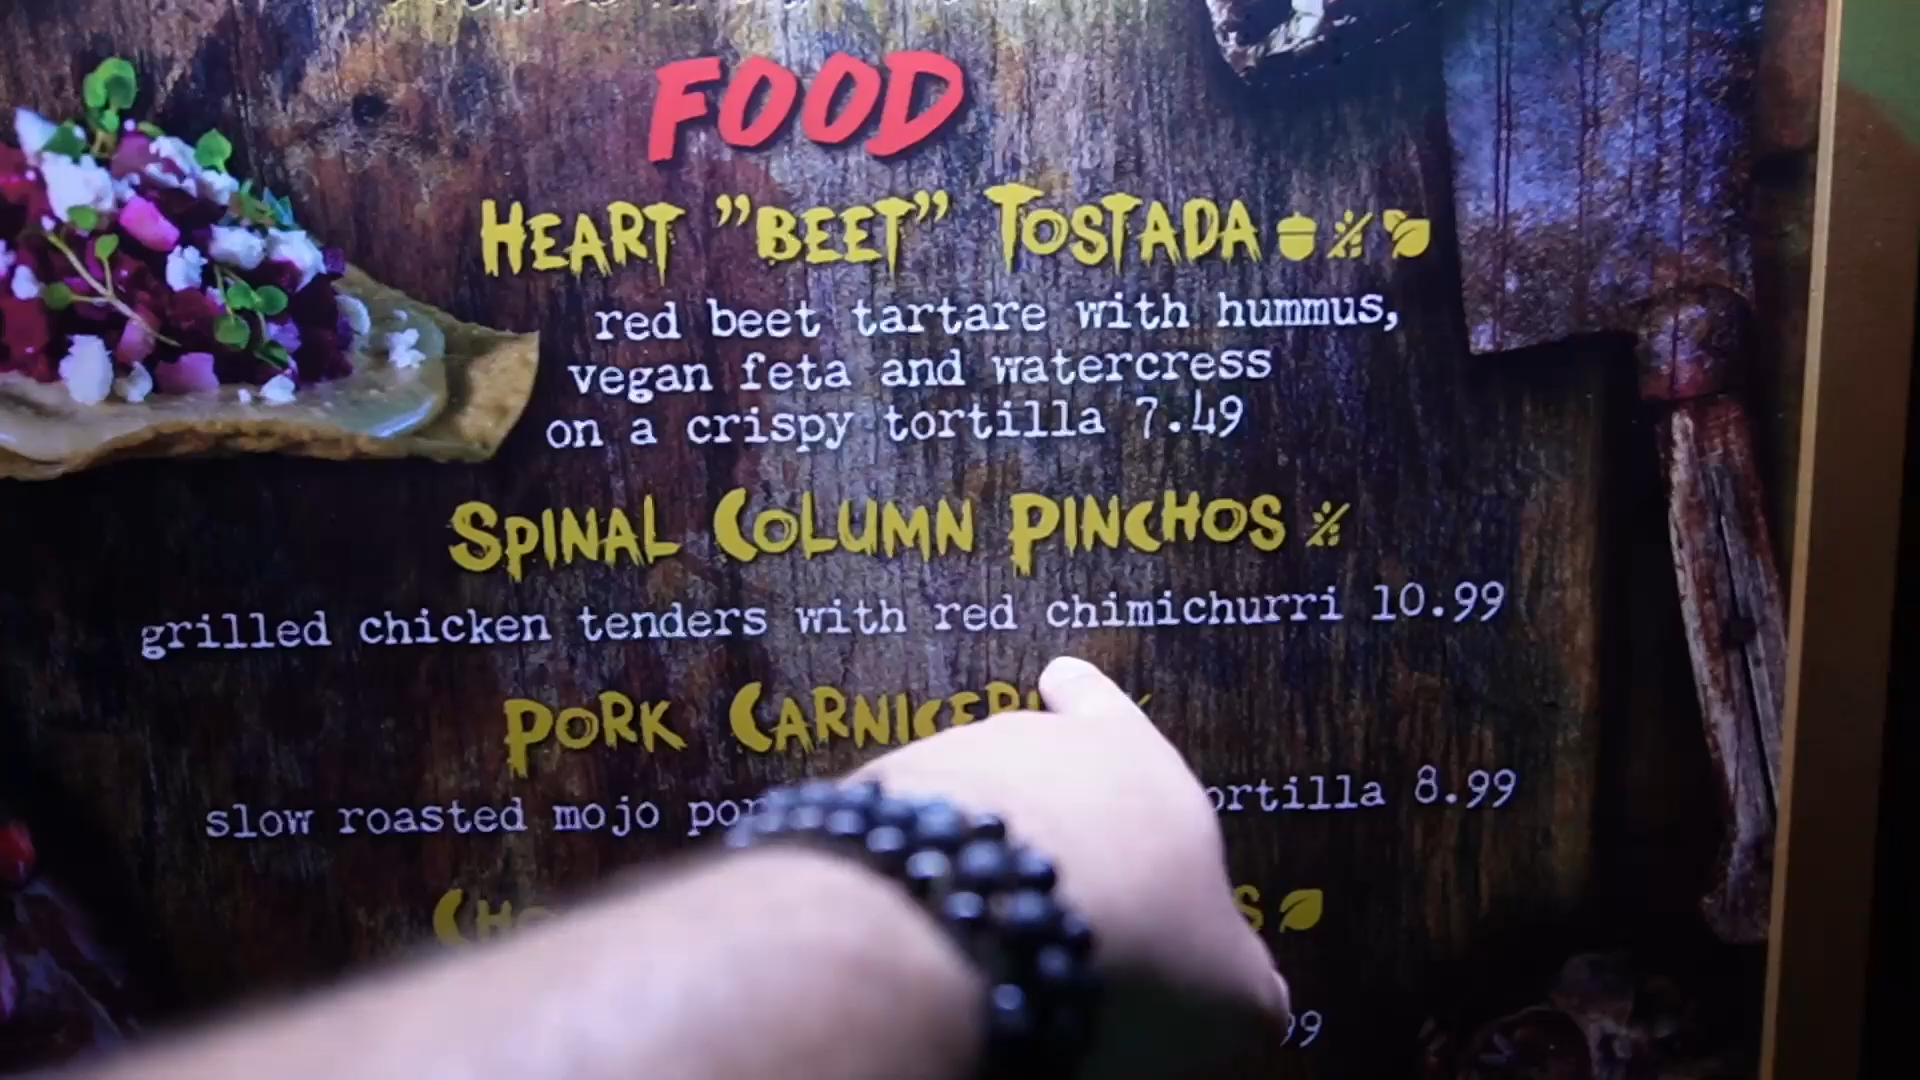 FOOD
HEART "BEET" TOSTADA
red beet tartare with hummus,
vegan feta and watercress
on a crispy tortilla 7.49
SPINAL COLUMN PINCHOS
grilled chicken tenders with red chimichurri 10.99
PORK
slow roasted mojo tortilla 8.99